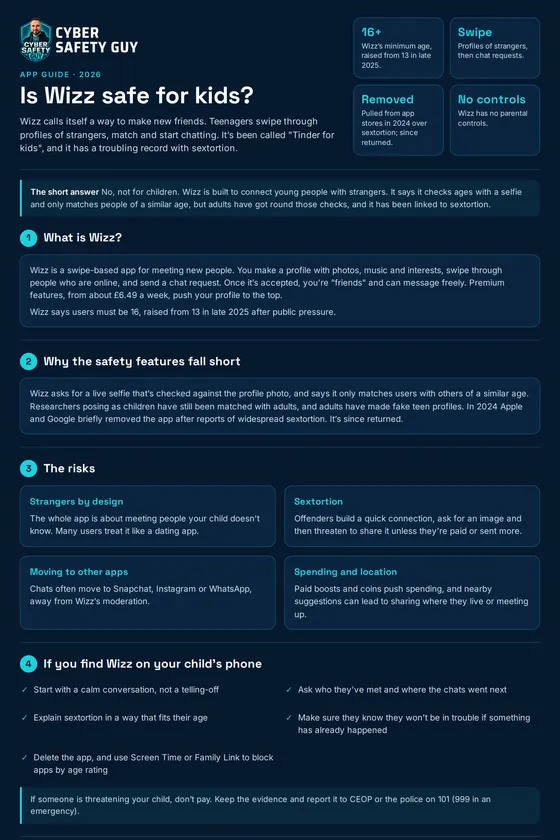 CYBER
SAFETY GUY
CYBER
SAFETY
GUY
APP GUIDE · 2026
Is Wizz safe for kids?
Wizz calls itself a way to make new friends. Teenagers swipe through
profiles of strangers, match and start chatting. It's been called "Tinder for
kids", and it has a troubling record with sextortion.
16+
Wizz's minimum age,
raised from 13 in late
2025.
Swipe
Profiles of strangers,
then chat requests.
Removed
Pulled from app
stores in 2024 over
sextortion; since
returned.
No controls
Wizz has no parental
controls.
The short answer No, not for children. Wizz is built to connect young people with strangers. It says it checks ages with a selfie
and only matches people of a similar age, but adults have got round those checks, and it has been linked to sextortion.
1 What is Wizz?
Wizz is a swipe-based app for meeting new people. You make a profile with photos, music and interests, swipe through
people who are online, and send a chat request. Once it's accepted, you're "friends" and can message freely. Premium
features, from about £6.49 a week, push your profile to the top.
Wizz says users must be 16, raised from 13 in late 2025 after public pressure.
2 Why the safety features fall short
Wizz asks for a live selfie that's checked against the profile photo, and says it only matches users with others of a similar age.
Researchers posing as children have still been matched with adults, and adults have made fake teen profiles. In 2024 Apple
and Google briefly removed the app after reports of widespread sextortion. It's since returned.
3 The risks
Strangers by design
The whole app is about meeting people your child doesn't
know. Many users treat it like a dating app.
Sextortion
Offenders build a quick connection, ask for an image and
then threaten to share it unless they're paid or sent more.
Moving to other apps
Chats often move to Snapchat, Instagram or WhatsApp,
away from Wizz's moderation.
Spending and location
Paid boosts and coins push spending, and nearby
suggestions can lead to sharing where they live or meeting
up.
4 If you find Wizz on your child's phone
✓ Start with a calm conversation, not a telling-off
✓ Ask who they've met and where the chats went next
✓ Explain sextortion in a way that fits their age
✓ Make sure they know they won't be in trouble if something
has already happened
✓ Delete the app, and use Screen Time or Family Link to block
apps by age rating
If someone is threatening your child, don't pay. Keep the evidence and report it to CEOP or the police on 101 (999 in an
emergency).